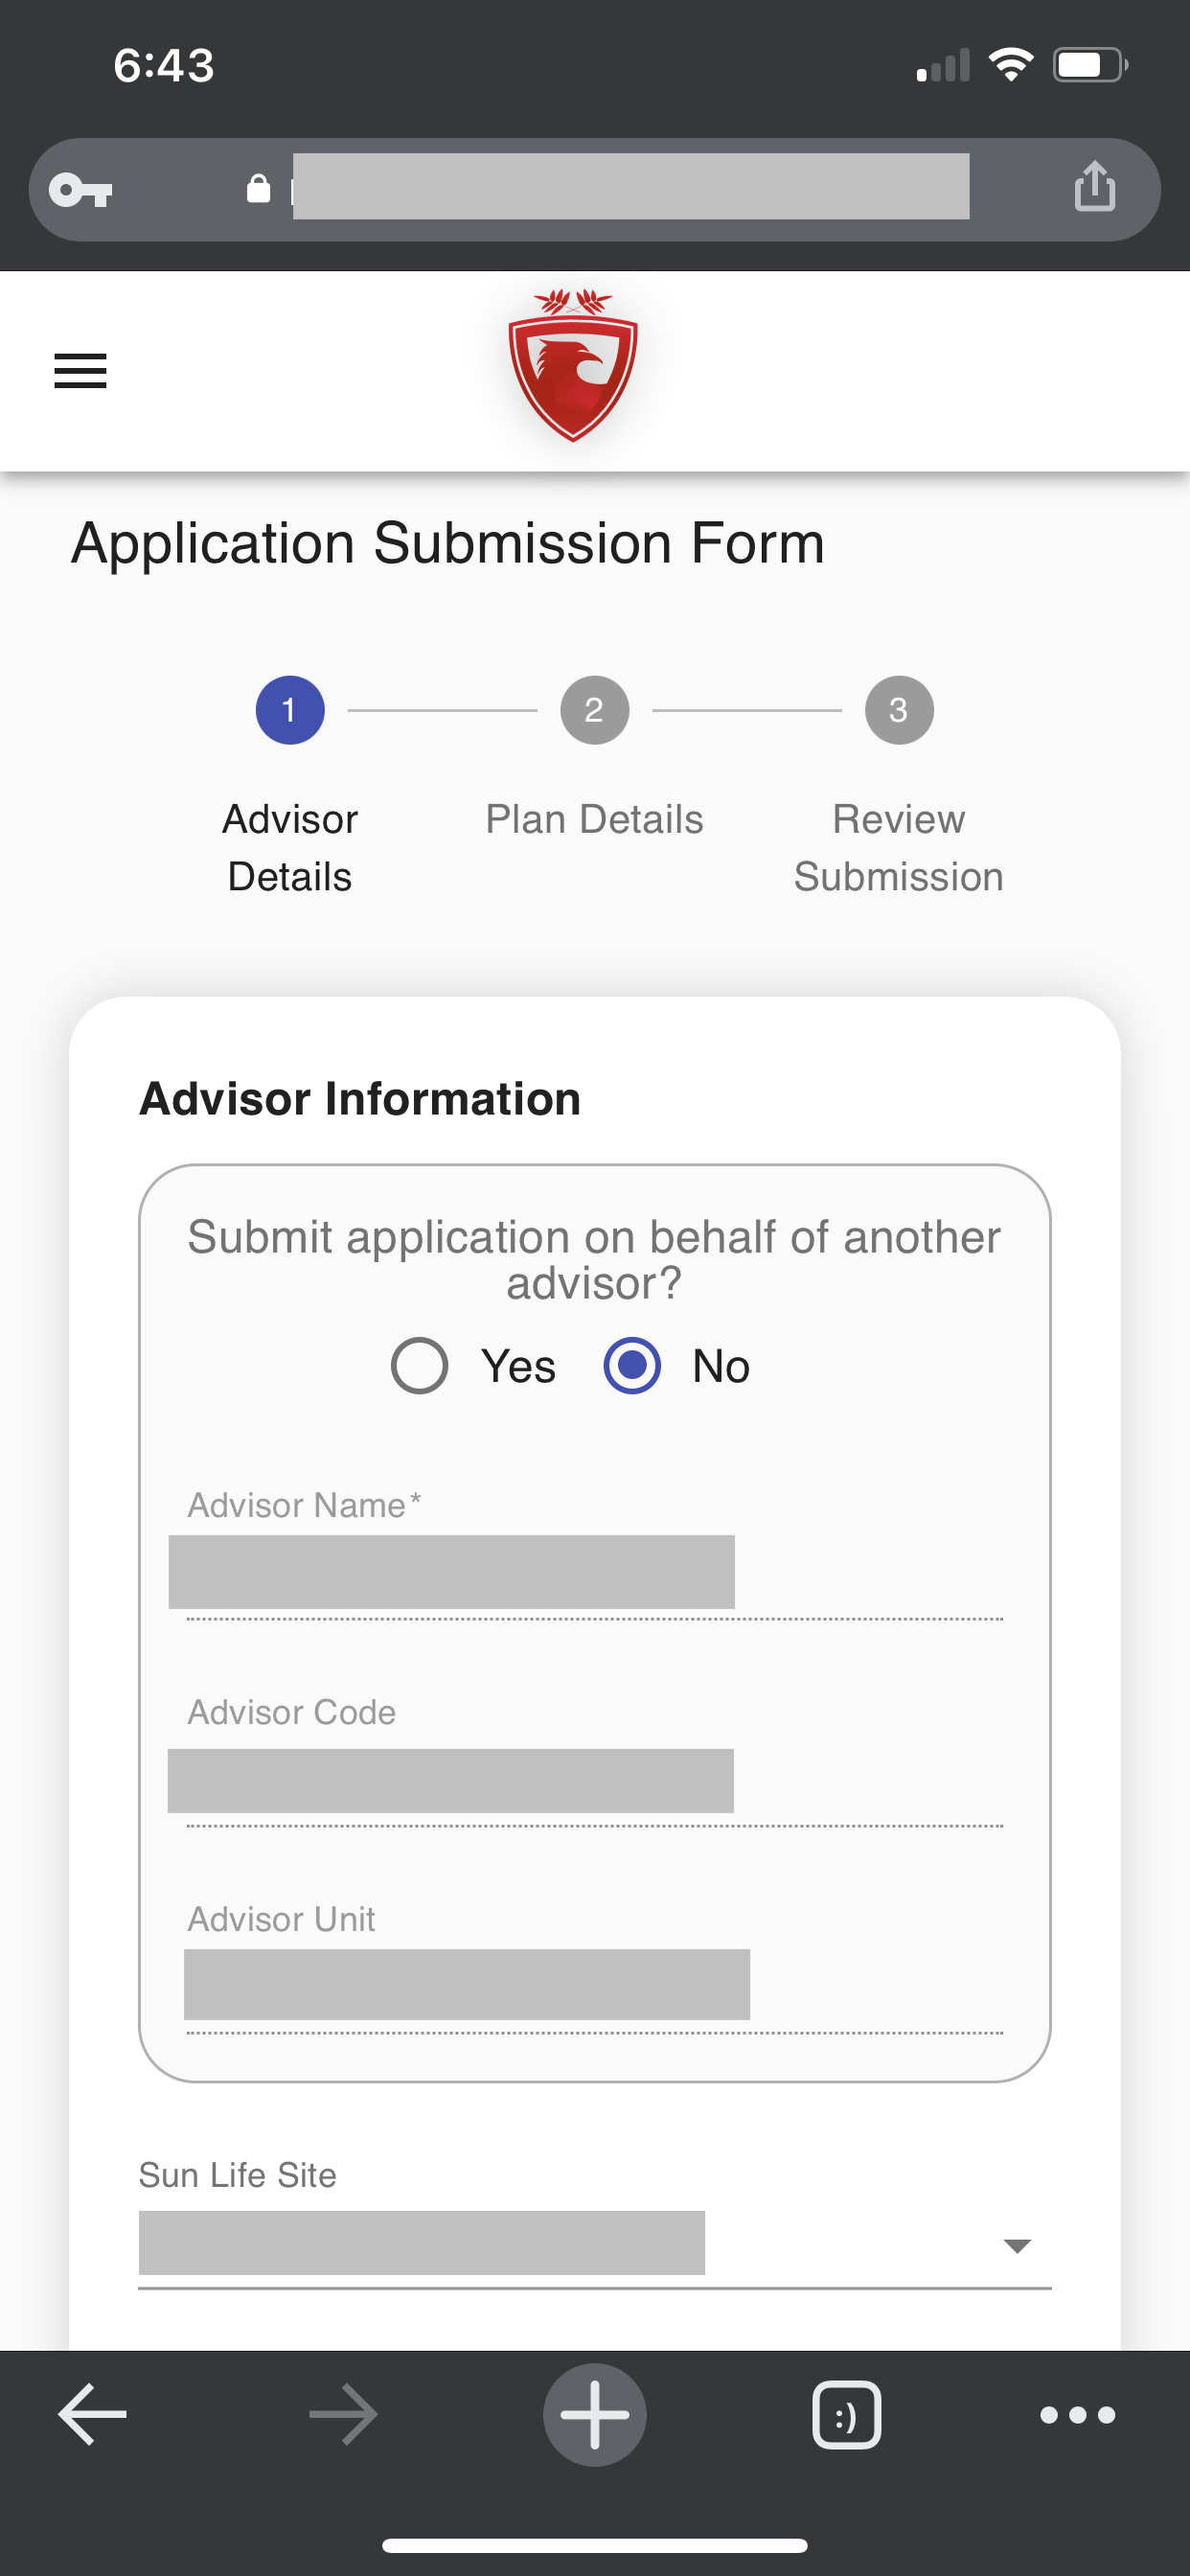 6:43
Application Submission Form
1
2
3
Advisor
Details
Plan Details
Review
Submission
Advisor Information
Submit application on behalf of another
advisor?
Yes
No
Advisor Name*
Advisor Code
Advisor Unit
Sun Life Site
:)